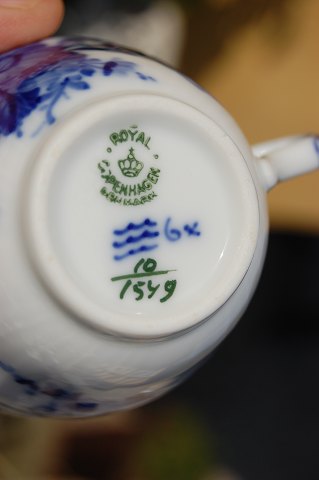 ROYAL
COPENHAGEN
DENMARK
6x
10
1549